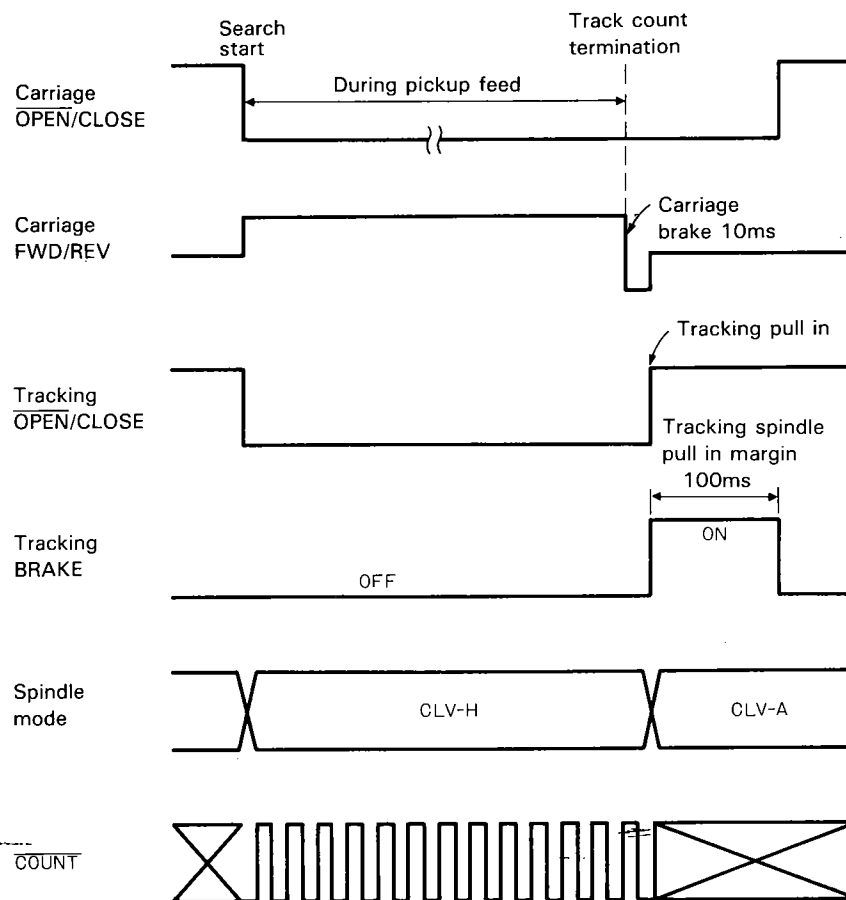 Search
start
Track count
termination
During pickup feed
Carriage
OPEN/CLOSE
Carriage
FWD/REV
Carriage
brake 10ms
Tracking pull in
Tracking
OPEN/CLOSE
Tracking spindle
pull in margin
100ms
Tracking
BRAKE
OFF
ON
Spindle
mode
CLV-H
CLV-A
COUNT